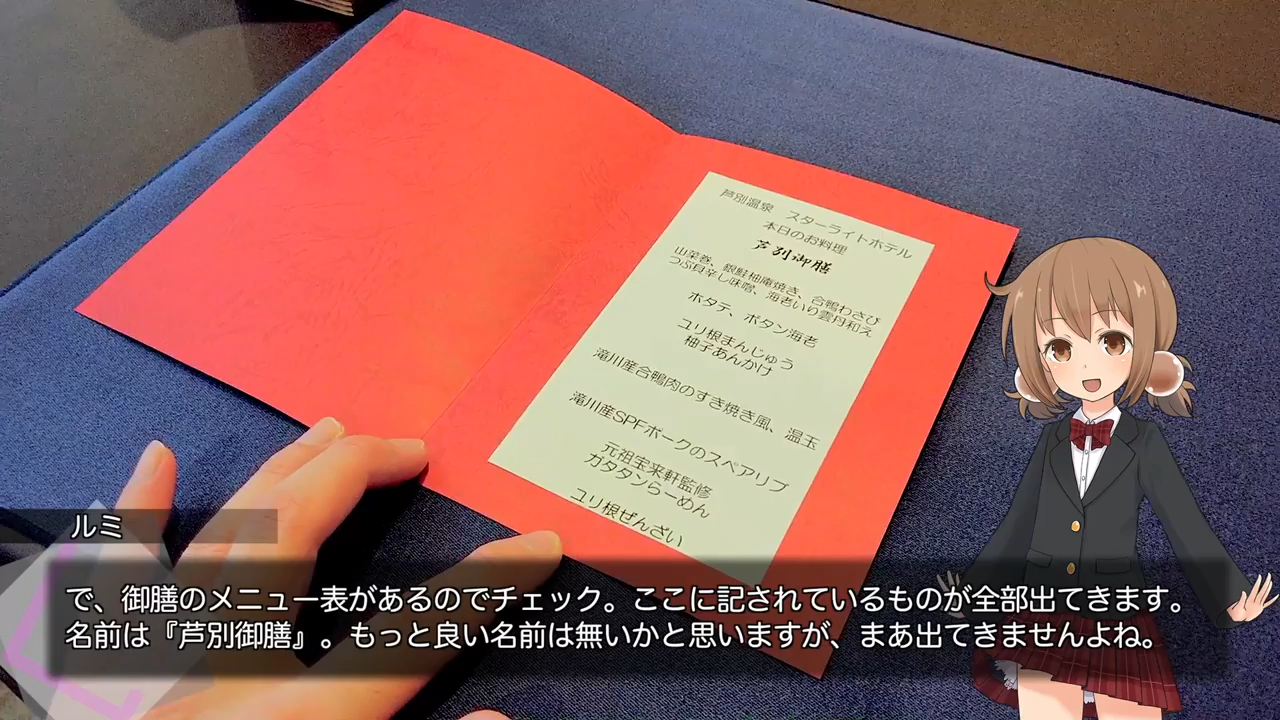 芦別温泉 スターライトホテル
本日のお料理
芦別御膳
山菜巻、銀鮭柚庵焼き、合鴨わさび
つぶ貝辛し味噌、海老いり雲丹和え
ホタテ、ボタン海老
ユリ根まんじゅう
柚子あんかけ
滝川産合鴨肉のすき焼き風、温玉
滝川産SPFポークのスペアリブ
元祖宝来軒監修
ガタタンらーめん
ユリ根ぜんざい
ルミ
で、御膳のメニュー表があるのでチェック。ここに記されているものが全部出てきます。
名前は『芦別御膳』。もっと良い名前は無いかと思いますが、まあ出てきませんよね。